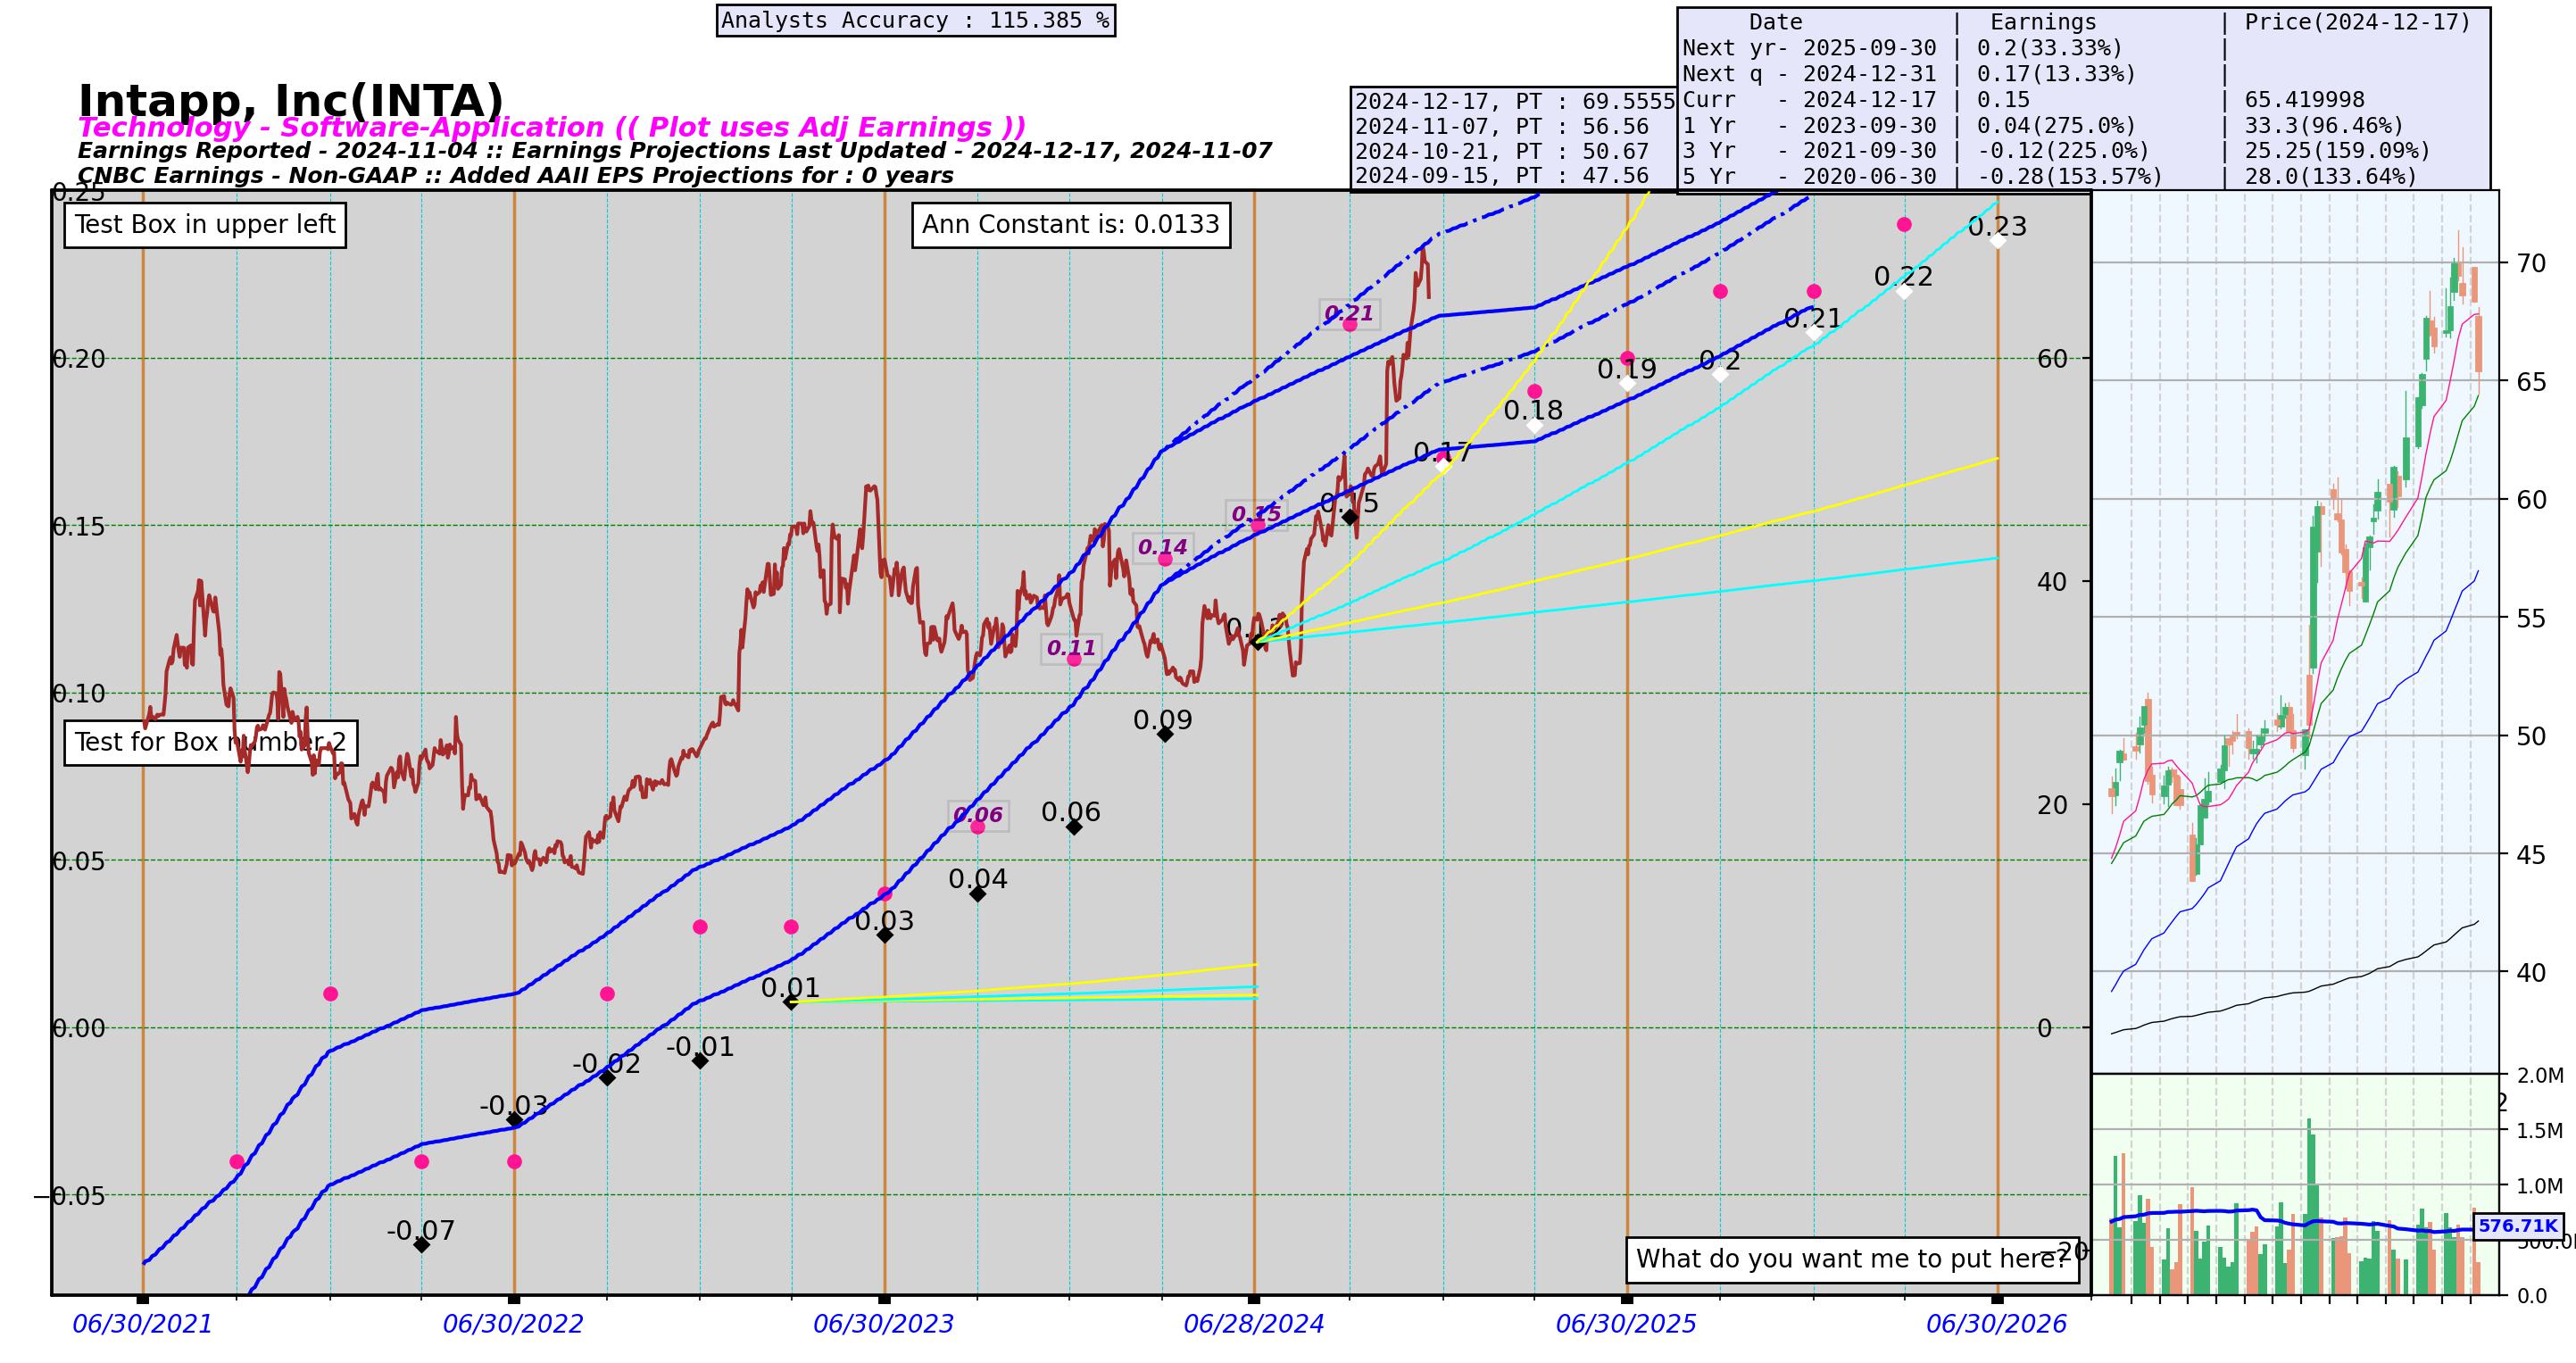 Analysts Accuracy : 115.385 %
Date | Earnings | Price(2024-12-17)
Next yr- 2025-09-30 | 0.2(33.33%) |
Next q - 2024-12-31 | 0.17(13.33%) |
Curr - 2024-12-17 | 0.15 | 65.419998
1 Yr - 2023-09-30 | 0.04(275.0%) | 33.3(96.46%)
3 Yr - 2021-09-30 | -0.12(225.0%) | 25.25(159.09%)
5 Yr - 2020-06-30 | -0.28(153.57%) | 28.0(133.64%)
2024-12-17, PT : 69.5555
2024-11-07, PT : 56.56
2024-10-21, PT : 50.67
2024-09-15, PT : 47.56
Intapp, Inc(INTA)
Technology - Software-Application (( Plot uses Adj Earnings ))
Earnings Reported - 2024-11-04 :: Earnings Projections Last Updated - 2024-12-17, 2024-11-07
CNBC Earnings - Non-GAAP :: Added AAII EPS Projections for : 0 years
0.25
Test Box in upper left
Ann Constant is: 0.0133
0.23
70
0.22
0.21
0.21
0.20
0.19
0.2
60
65
0.18
0.17
0.15
0.15
60
0.15
0.14
40
0.12
55
0.11
0.10
0.09
50
Test for Box number 2
0.06
0.06
20
0.05
0.04
45
0.03
0.01
40
0.00
0
-0.01
-0.02
2.0M
-0.03
1.5M
−0.05
1.0M
-0.07
576.71K
−20
What do you want me to put here?
0.0
06/30/2021
06/30/2022
06/30/2023
06/28/2024
06/30/2025
06/30/2026